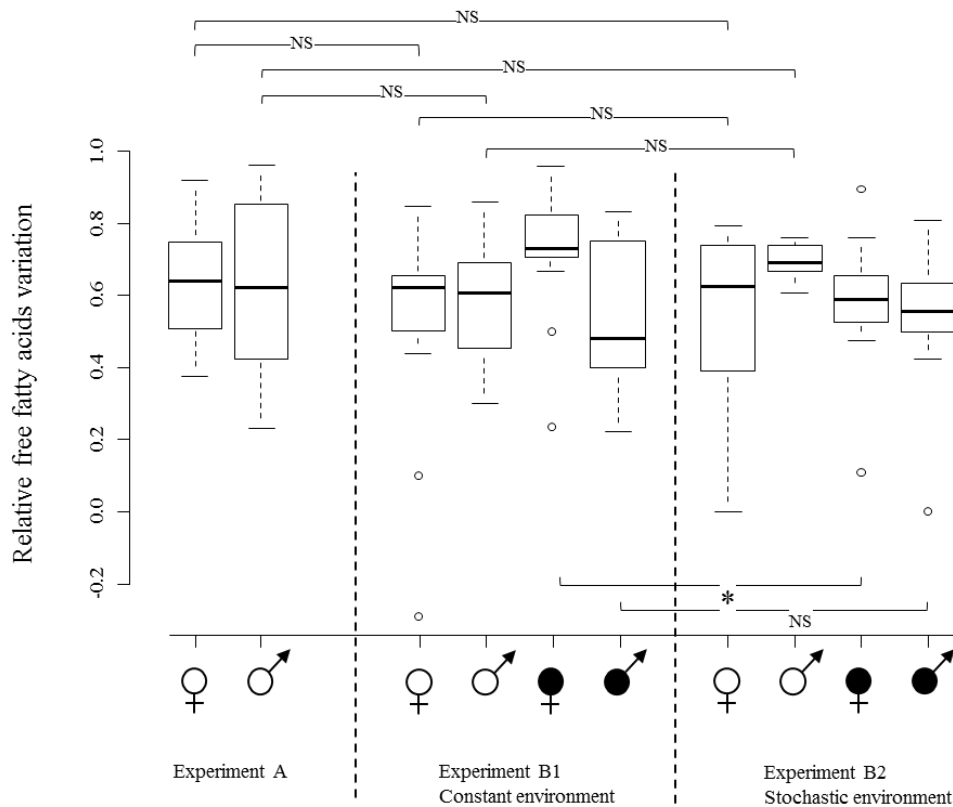 NS
NS
NS
NS
NS
NS
1.0
0.8
0.6
0.4
0.2
0.0
-0.2
Relative free fatty acids variation
*
NS
Experiment A
Experiment B1
Constant environment
Experiment B2
Stochastic environment